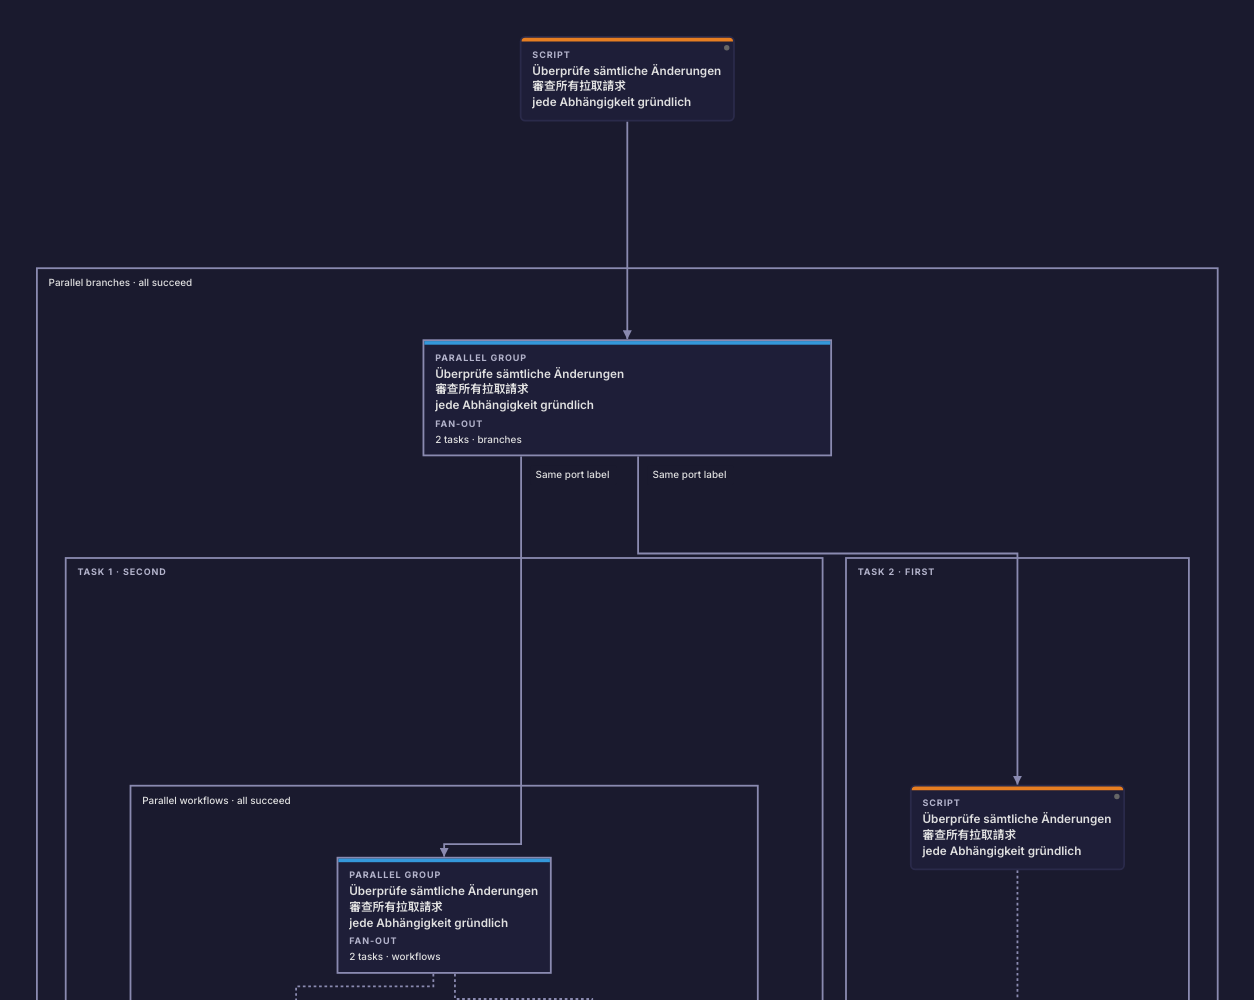 SCRIPT
Überprüfe sämtliche Änderungen
審查所有拉取請求
jede Abhängigkeit gründlich
Parallel branches · all succeed
PARALLEL GROUP
Überprüfe sämtliche Änderungen
審查所有拉取請求
jede Abhängigkeit gründlich
FAN-OUT
2 tasks · branches
Same port label
Same port label
TASK 1 · SECOND
TASK 2 · FIRST
Parallel workflows · all succeed
SCRIPT
Überprüfe sämtliche Änderungen
審查所有拉取請求
jede Abhängigkeit gründlich
PARALLEL GROUP
Überprüfe sämtliche Änderungen
審查所有拉取請求
jede Abhängigkeit gründlich
FAN-OUT
2 tasks · workflows